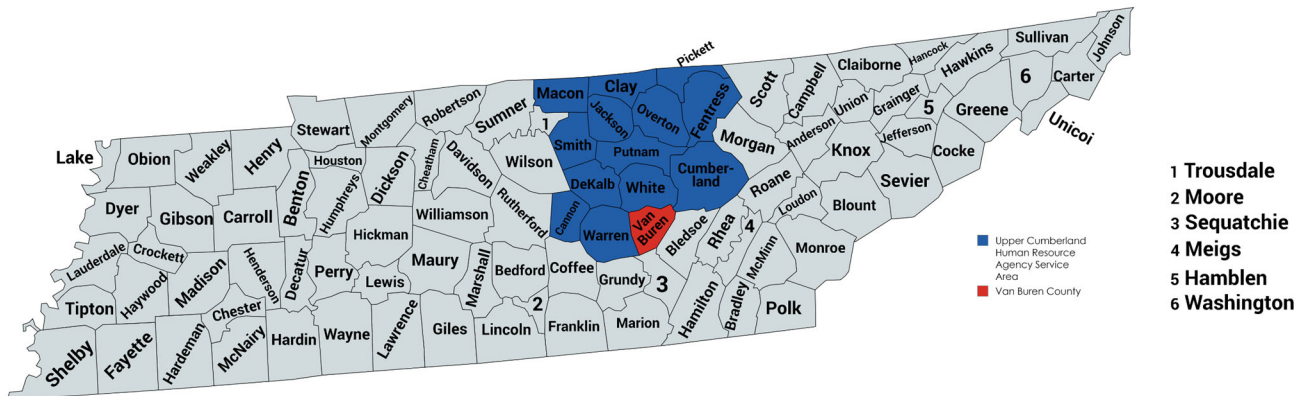 Pickett
Johnson
Sullivan
Hancock
Hawkins
Claiborne
6
Carter
Macon
Clay
Fentress
Scott
Campbell
Union
Grainger
5
Greene
Unicoi
Robertson
Sumner
1
Jackson
Overton
Montgomery
Stewart
Morgan
Anderson
Jefferson
Cocke
Knox
Lake
Obion
Weakley
Henry
Houston
Dickson
Cheatham
Davidson
Wilson
Smith
Putnam
Cumber-
land
Roane
Sevier
Benton
Humphreys
DeKalb
White
Loudon
Blount
Dyer
Gibson
Carroll
Williamson
Rutherford
Cannon
Warren
Van
Buren
Bledsoe
Rhea
4
McMinn
Monroe
Hickman
Lauderdale
Crockett
Haywood
Madison
Henderson
Decatur
Perry
Lewis
Maury
Marshall
Bedford
Coffee
Grundy
3
Tipton
Chester
2
Hamilton
Bradley
Polk
Shelby
Fayette
Hardeman
McNairy
Hardin
Wayne
Lawrence
Giles
Lincoln
Franklin
Marion
Upper Cumberland
Human Resource
Agency Service
Area
Van Buren County
1 Trousdale
2 Moore
3 Sequatchie
4 Meigs
5 Hamblen
6 Washington